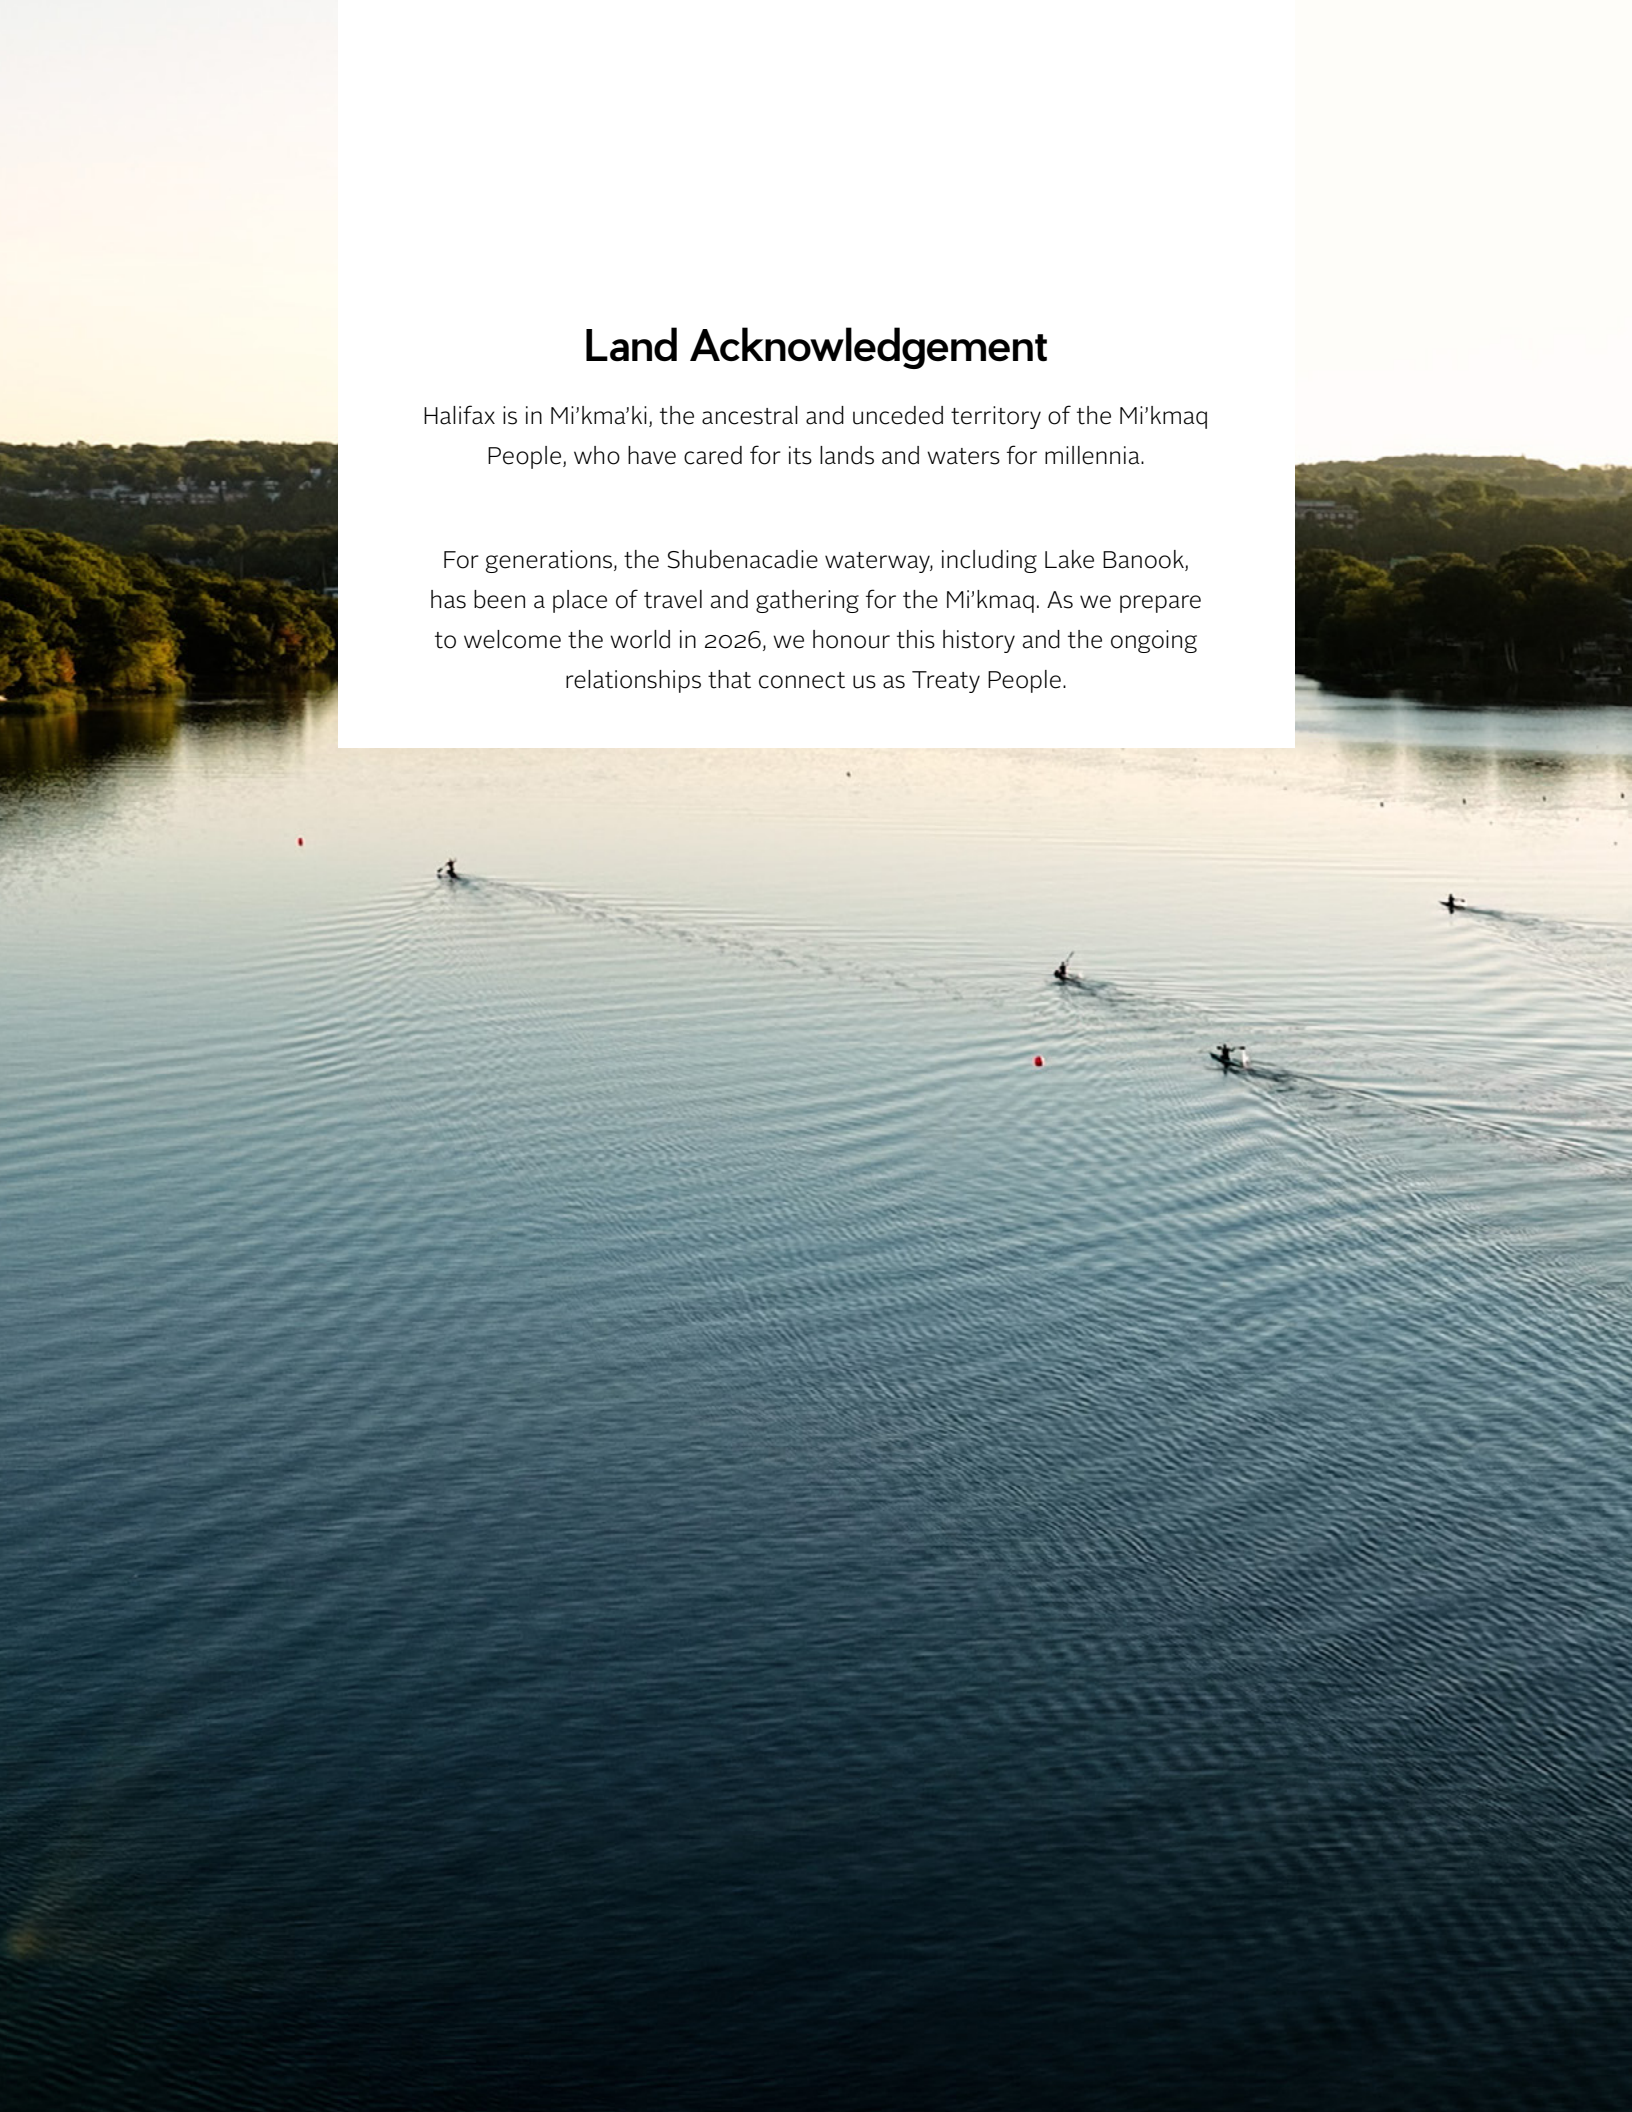 Land Acknowledgement
Halifax is in Mi’kma’ki, the ancestral and unceded territory of the Mi’kmaq
People, who have cared for its lands and waters for millennia.
For generations, the Shubenacadie waterway, including Lake Banook,
has been a place of travel and gathering for the Mi’kmaq. As we prepare
to welcome the world in 2026, we honour this history and the ongoing
relationships that connect us as Treaty People.